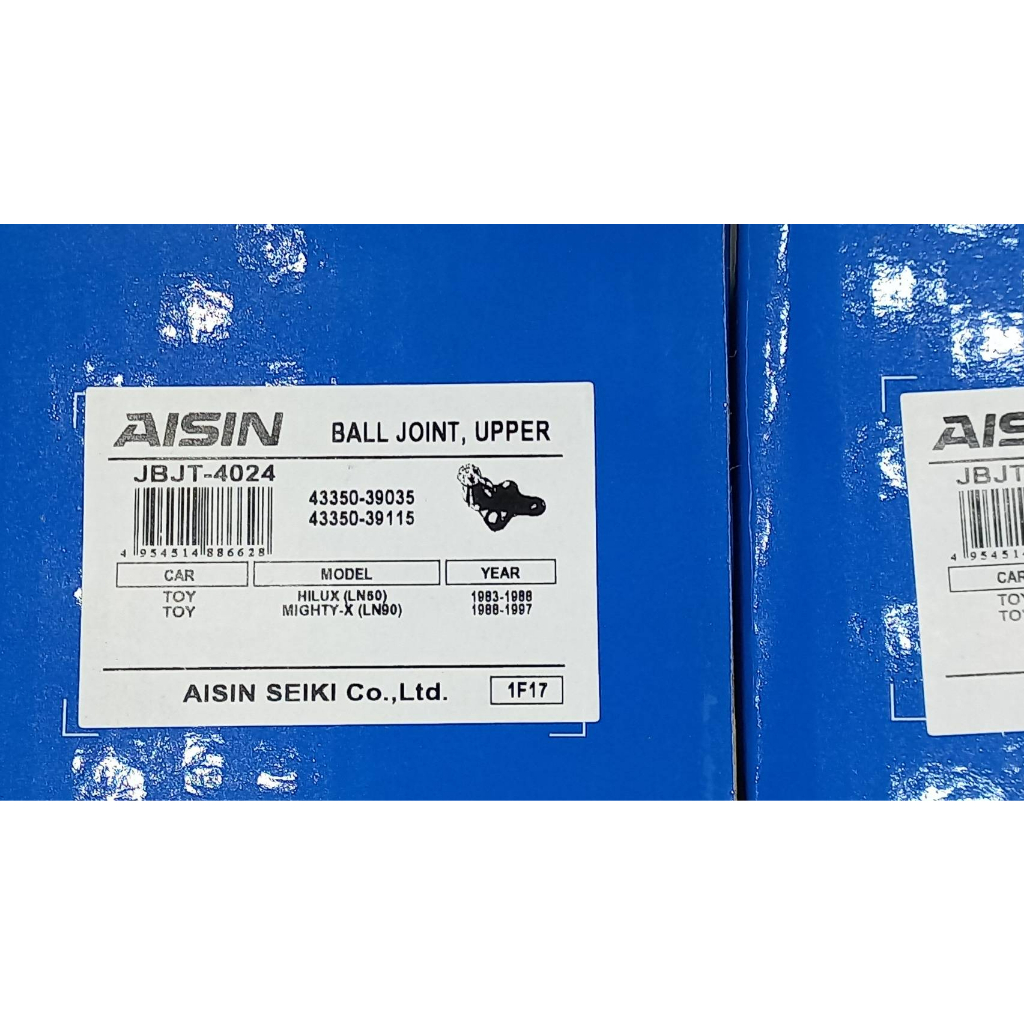 AISIN
BALL JOINT, UPPER
JBJT-4024
43350-39035
43350-39115
4 954514 886628
CAR MODEL YEAR
TOY HILUX (LN50) 1983-1988
TOY MIGHTY-X (LN90) 1988-1997
AISIN SEIKI Co.,Ltd.
1F17
AIS
JBJT
4 95451
CAR
TOY
TOY